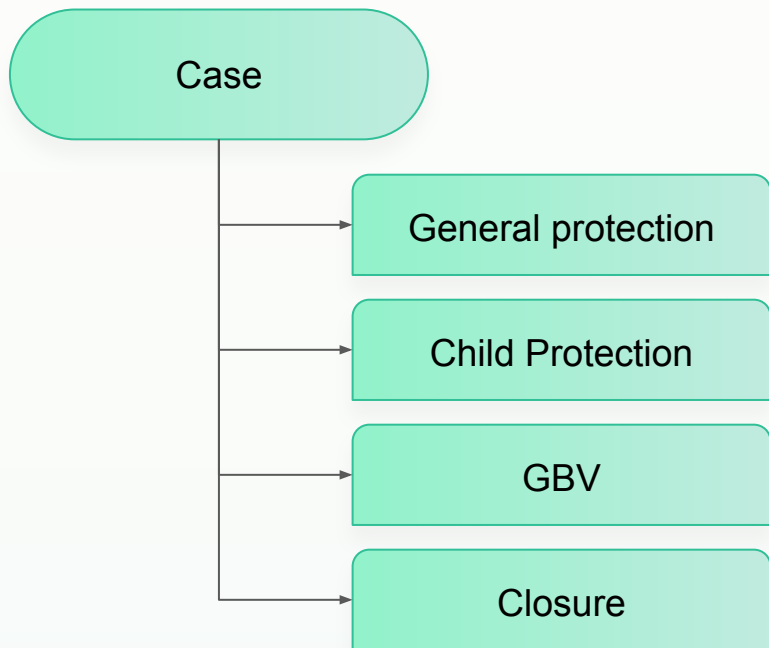 Case
General protection
Child Protection
GBV
Closure